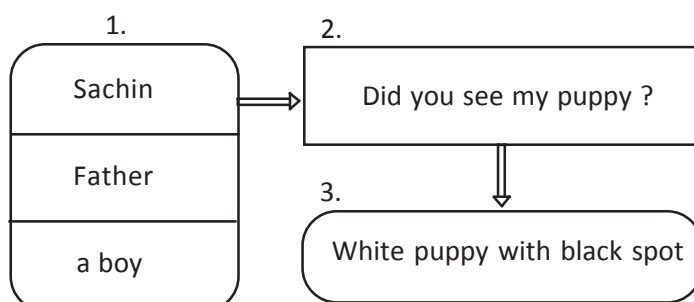 1.
Sachin
Father
a boy
2.
Did you see my puppy ?
3.
White puppy with black spot